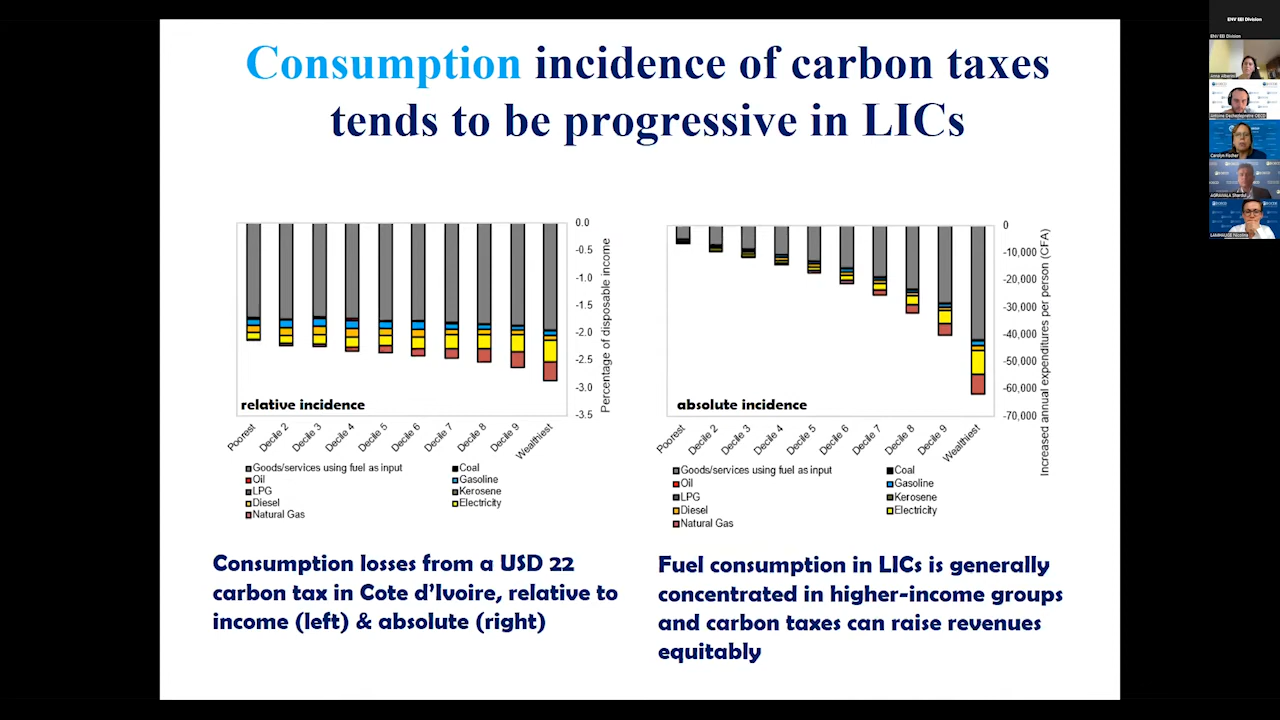 Consumption incidence of carbon taxes
tends to be progressive in LICs
0.0
-0.5
-1.0
-1.5
-2.0
-2.5
-3.0
-3.5
Percentage of disposable income
relative incidence
Poorest
Decile 2
Decile 3
Decile 4
Decile 5
Decile 6
Decile 7
Decile 8
Decile 9
Wealthiest
Goods/services using fuel as input
Coal
Oil
Gasoline
LPG
Kerosene
Diesel
Electricity
Natural Gas
0
-10,000
-20,000
-30,000
-40,000
-50,000
-60,000
-70,000
Increased annual expenditures per person (CFA)
absolute incidence
Poorest
Decile 2
Decile 3
Decile 4
Decile 5
Decile 6
Decile 7
Decile 8
Decile 9
Wealthiest
Goods/services using fuel as input
Coal
Oil
Gasoline
LPG
Kerosene
Diesel
Electricity
Natural Gas
Consumption losses from a USD 22
carbon tax in Cote d'Ivoire, relative to
income (left) & absolute (right)
Fuel consumption in LICs is generally
concentrated in higher-income groups
and carbon taxes can raise revenues
equitably
ENV EEI Division
ENV EEI Division
Carolyn Fischer